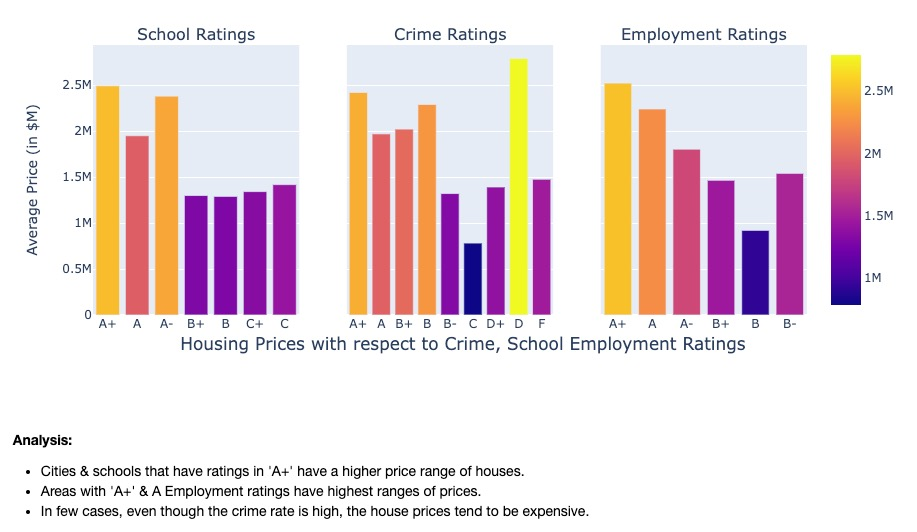 School Ratings
Crime Ratings
Employment Ratings
Average Price (in $M)
2.5M
2M
1.5M
1M
0.5M
0
A+ A A- B+ B C+ C
A+ A B+ B B- C D+ D F
A+ A A- B+ B B-
2.5M
2M
1.5M
1M
Housing Prices with respect to Crime, School Employment Ratings
Analysis:
• Cities & schools that have ratings in 'A+' have a higher price range of houses.
• Areas with 'A+' & A Employment ratings have highest ranges of prices.
• In few cases, even though the crime rate is high, the house prices tend to be expensive.